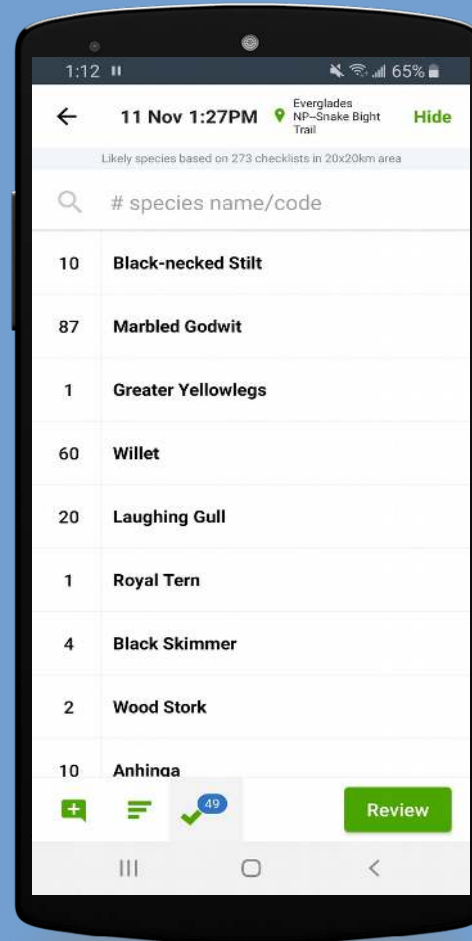 1:12
65%
11 Nov 1:27PM
Everglades
NP–Snake Bight
Trail
Hide
Likely species based on 273 checklists in 20x20km area
# species name/code
10 Black-necked Stilt
87 Marbled Godwit
1 Greater Yellowlegs
60 Willet
20 Laughing Gull
1 Royal Tern
4 Black Skimmer
2 Wood Stork
10 Anhinga
49
Review